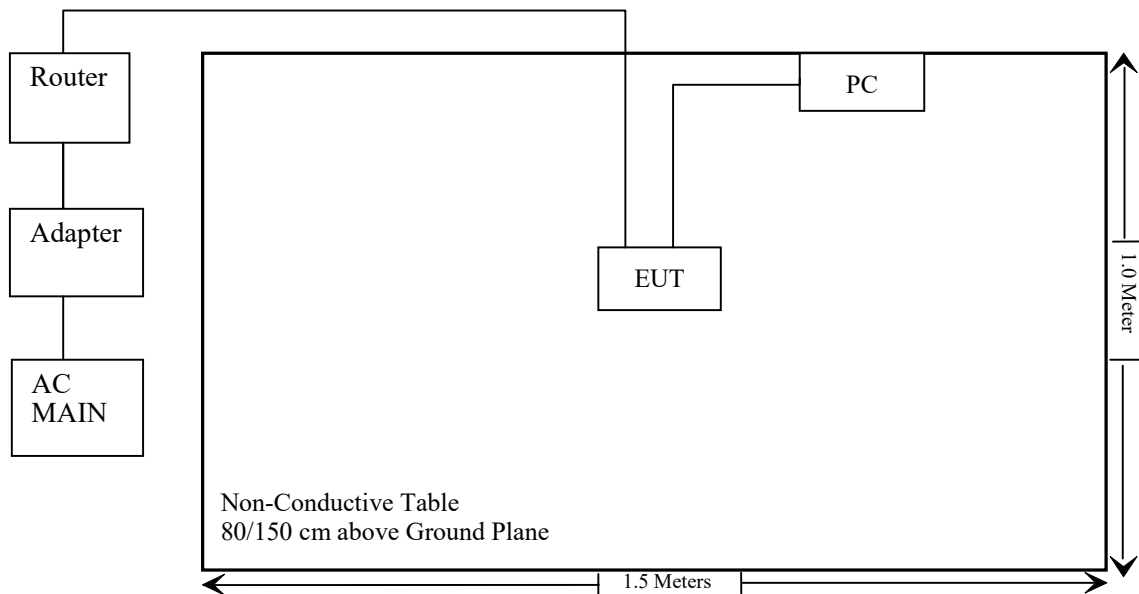 Router
PC
Adapter
EUT
1.0 Meter
AC
MAIN
Non-Conductive Table
80/150 cm above Ground Plane
1.5 Meters